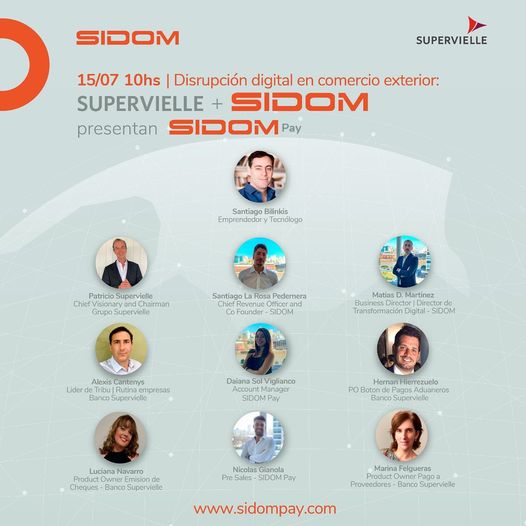 SIDOM
SUPERVIELLE
15/07 10hs | Disrupción digital en comercio exterior:
SUPERVIELLE + SIDOM
presentan SIDOM Pay
Santiago Bilinkis
Emprendedor y Tecnólogo
Patricio Supervielle
Chief Visionary and Chairman
Grupo Supervielle
Santiago La Rosa Pedernera
Chief Revenue Officer and
Co Founder - SIDOM
Matias D. Martinez
Business Director | Director de
Transformación Digital - SIDOM
Alexis Cantenys
Lider de Tribu | Rutina empresas
Banco Supervielle
Daiana Sol Viglianco
Account Manager
SIDOM Pay
Hernan Hierrezuelo
PO Boton de Pagos Aduaneros
Banco Supervielle
Luciana Navarro
Product Owner Emision de
Cheques - Banco Supervielle
Nicolas Gianola
Pre Sales - SIDOM Pay
Marina Felgueras
Product Owner Pago a
Proveedores - Banco Supervielle
www.sidompay.com